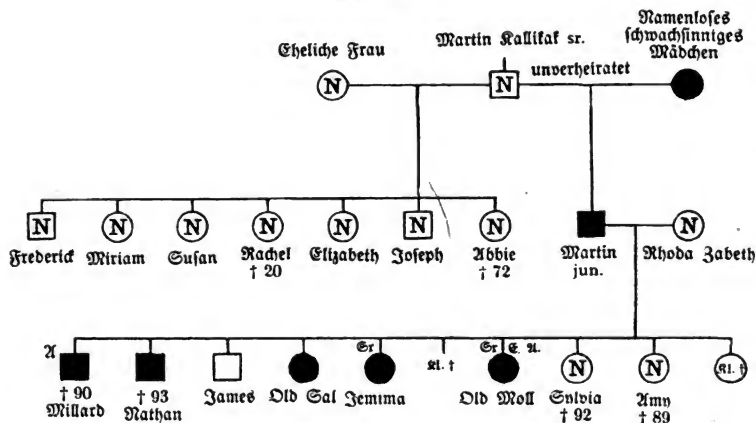 Namenloses
schwachsinniges
Mädchen
Martin Kallikak sr.
Eheliche Frau
unverheiratet
N
N
N
N
N
N
N
N
N
N
Frederick
Miriam
Susan
Rachel
† 20
Elizabeth
Joseph
Abbie
† 72
Martin
jun.
Rhoda Zabeth
A
Sx
Kl. †
Sx E. A.
N
N
Kl. †
† 90
Millard
† 93
Nathan
James
Old Sal
Jemima
Old Moll
Sylvia
† 92
Amy
† 89